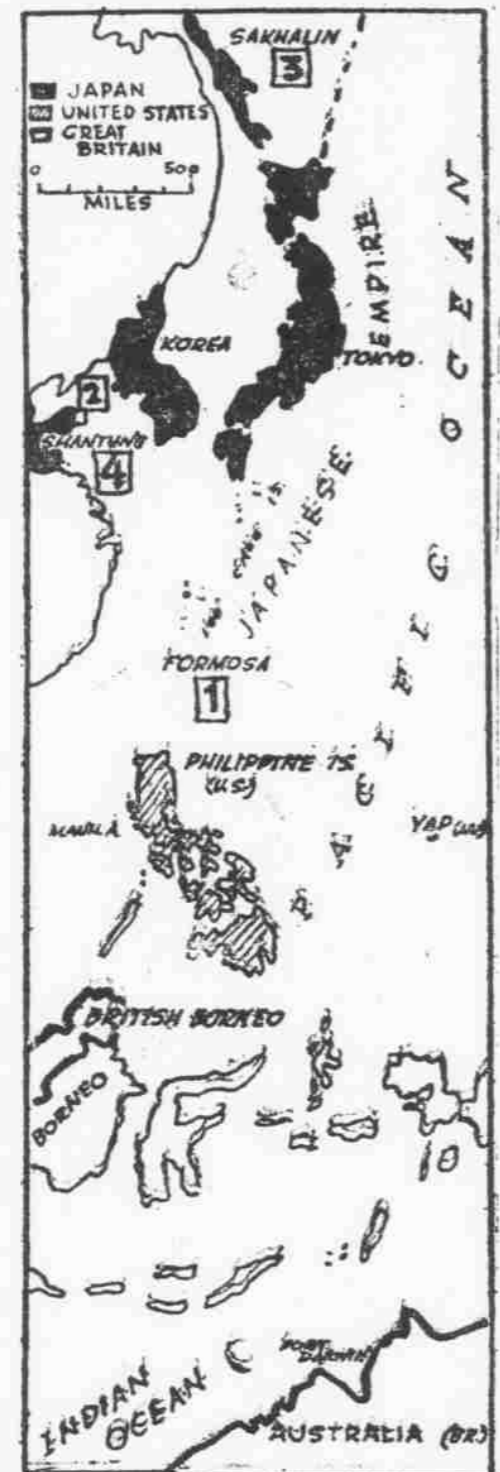 SAKHALIN
3
JAPAN
UNITED STATES
GREAT
BRITAIN
0 500
MILES
EMPIRE
KOREA
TOKYO
2
SHANTUNG
4
JAPANESE
PACIFIC OCEAN
FORMOSA
1
PHILIPPINE IS.
(U.S.)
MANILA
YAP
BRITISH BORNEO
BORNEO
PORT
DARWIN
INDIAN
OCEAN
AUSTRALIA (BR)